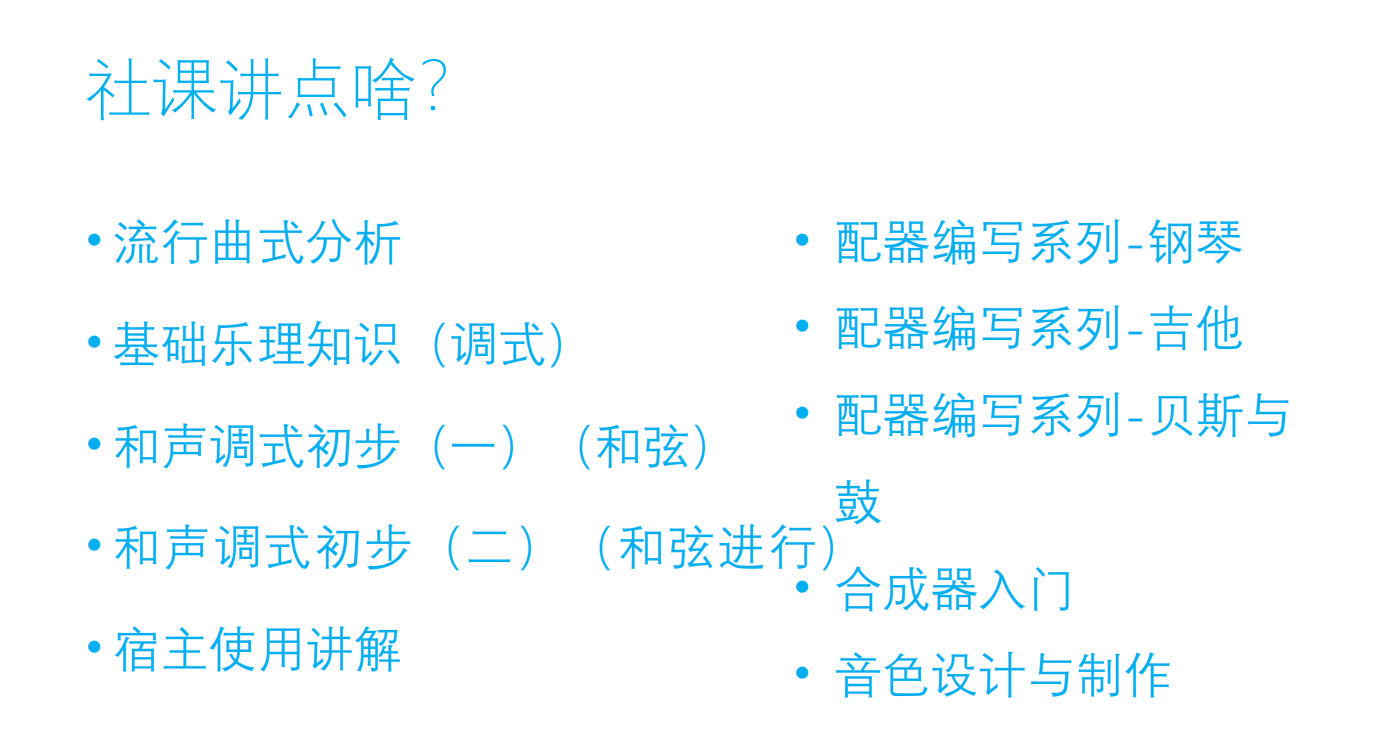 社课讲点啥?
•流行曲式分析
•基础乐理知识（调式）
•和声调式初步（一）（和弦）
•和声调式初步（二）（和弦进行）
•宿主使用讲解
• 配器编写系列-钢琴
• 配器编写系列-吉他
• 配器编写系列-贝斯与
鼓
• 合成器入门
• 音色设计与制作